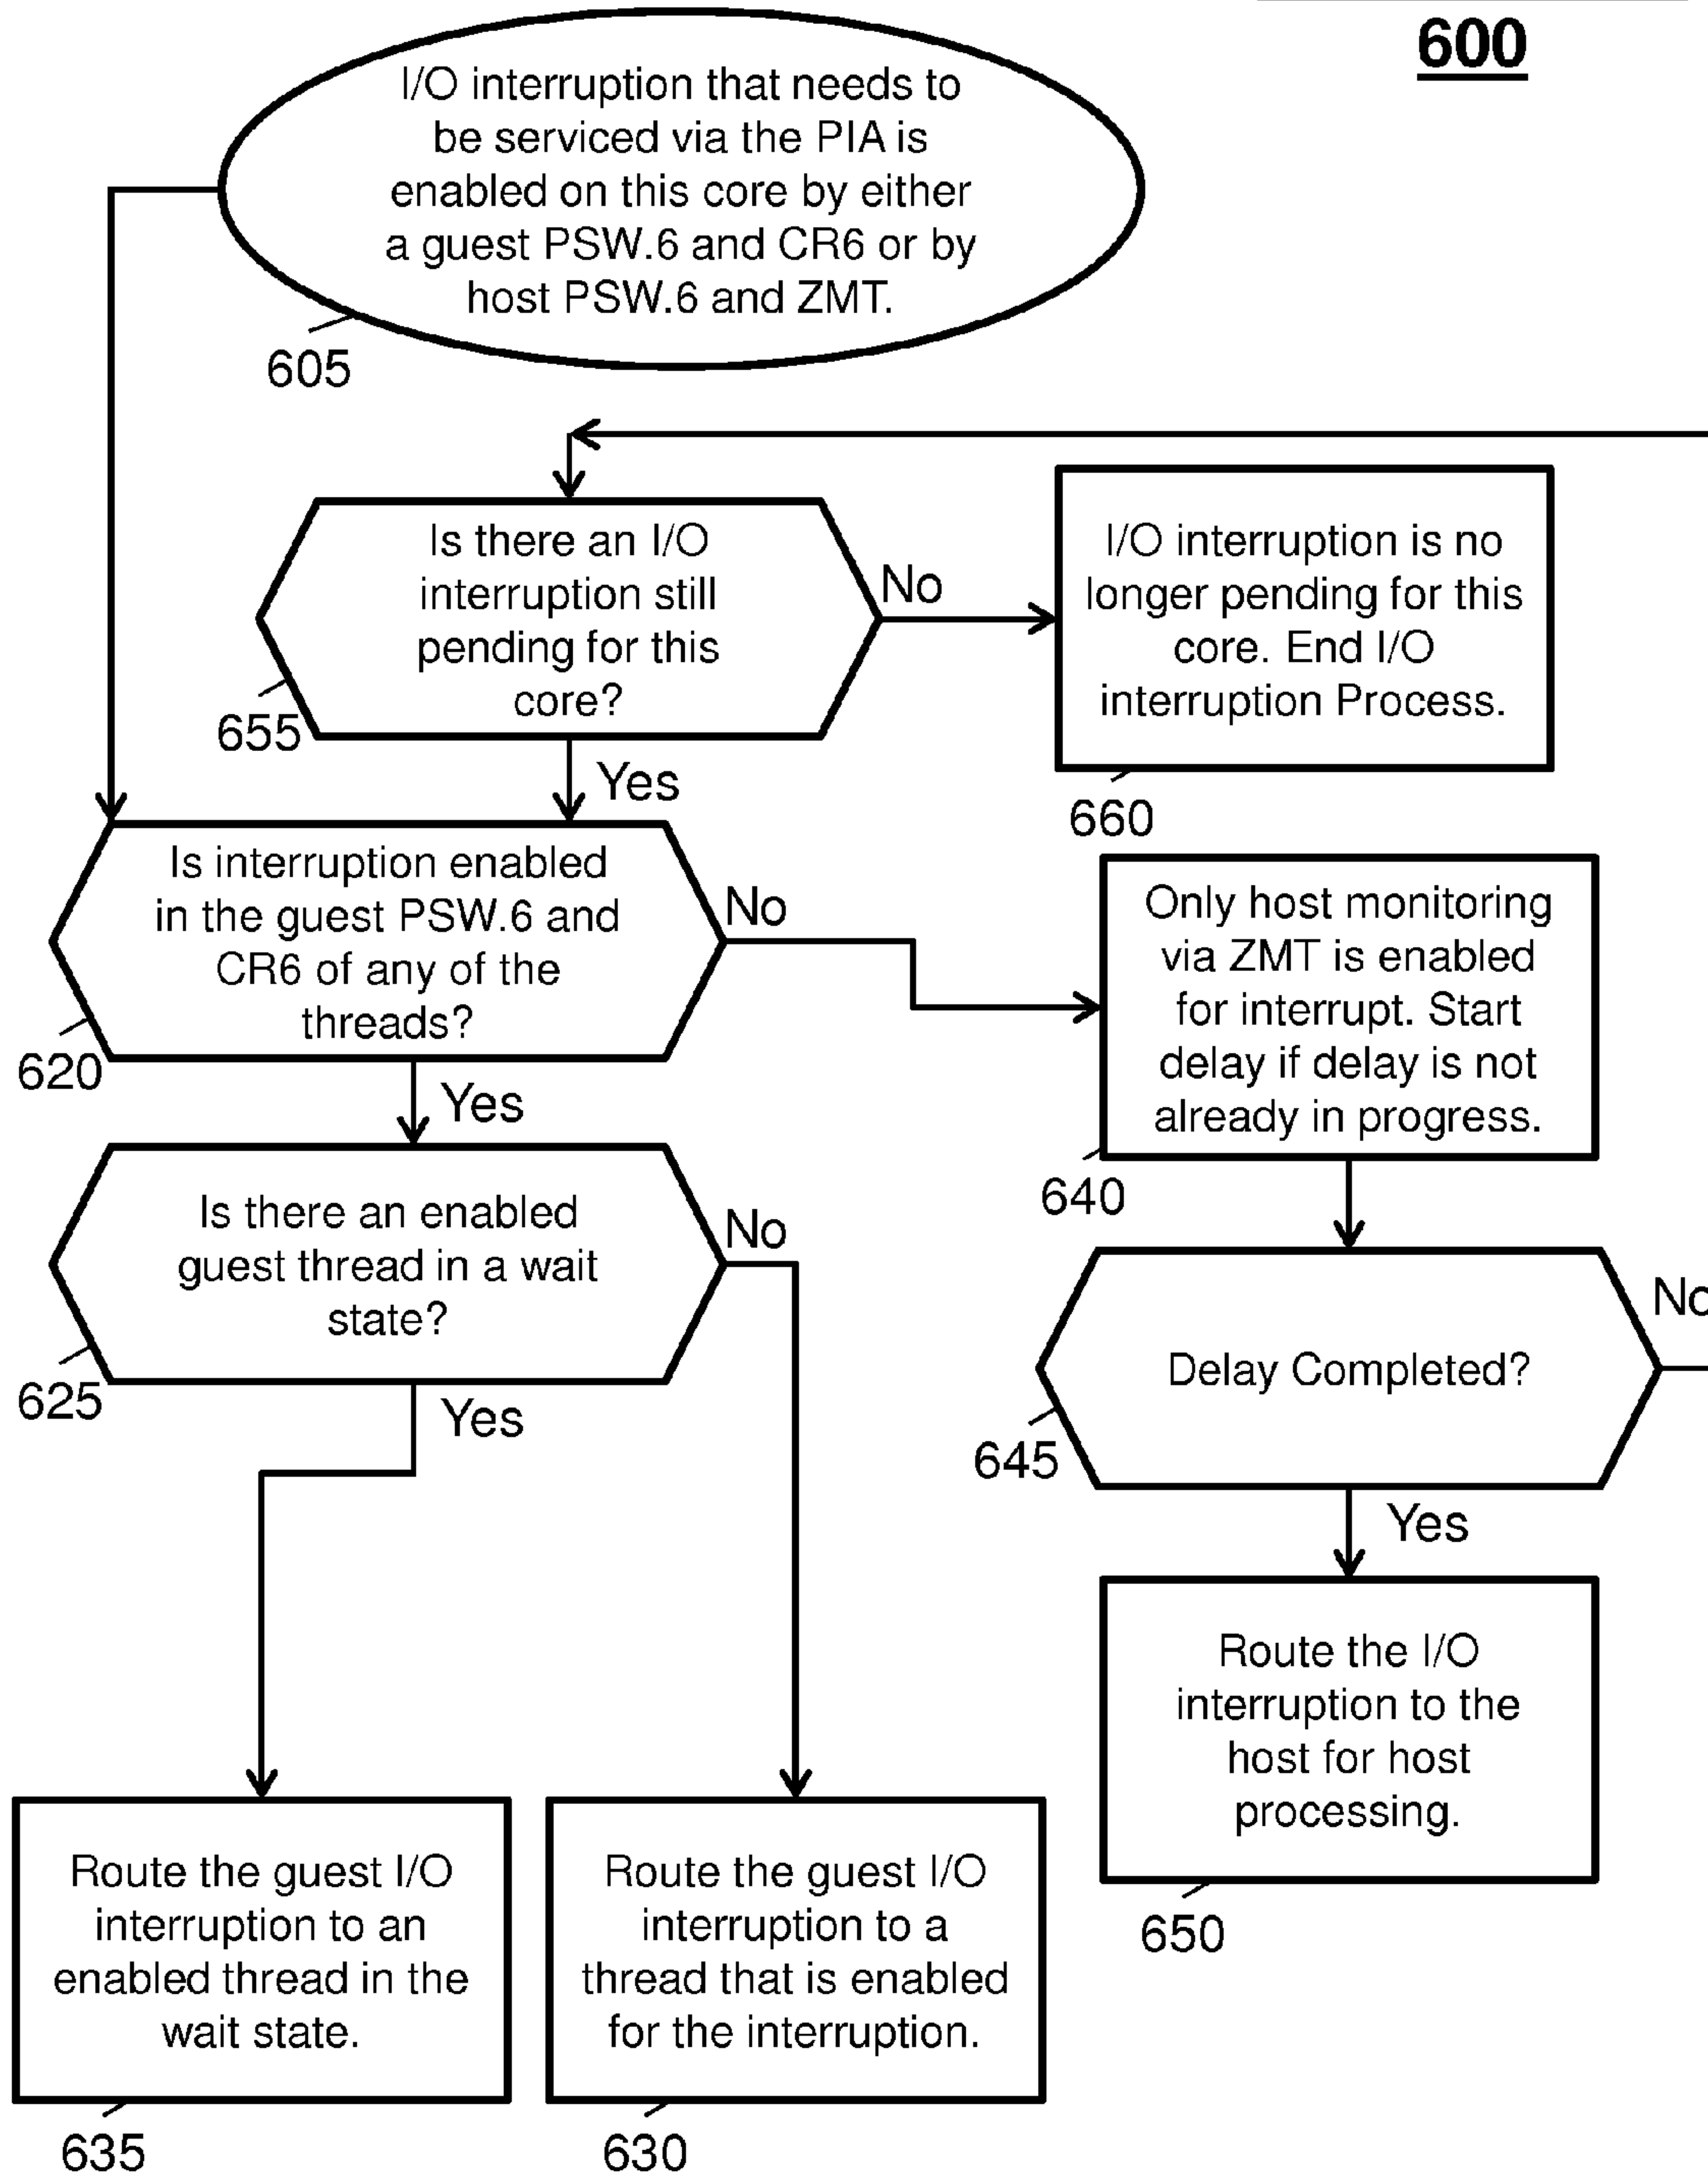 600
I/O interruption that needs to
be serviced via the PIA is
enabled on this core by either
a guest PSW.6 and CR6 or by
host PSW.6 and ZMT.
605
Is there an I/O
interruption still
pending for this
core?
655
No
I/O interruption is no
longer pending for this
core. End I/O
interruption Process.
660
Yes
Is interruption enabled
in the guest PSW.6 and
CR6 of any of the
threads?
620
No
Only host monitoring
via ZMT is enabled
for interrupt. Start
delay if delay is not
already in progress.
640
Yes
Is there an enabled
guest thread in a wait
state?
625
No
Delay Completed?
645
No
Yes
Yes
Route the I/O
interruption to the
host for host
processing.
650
Route the guest I/O
interruption to an
enabled thread in the
wait state.
635
Route the guest I/O
interruption to a
thread that is enabled
for the interruption.
630